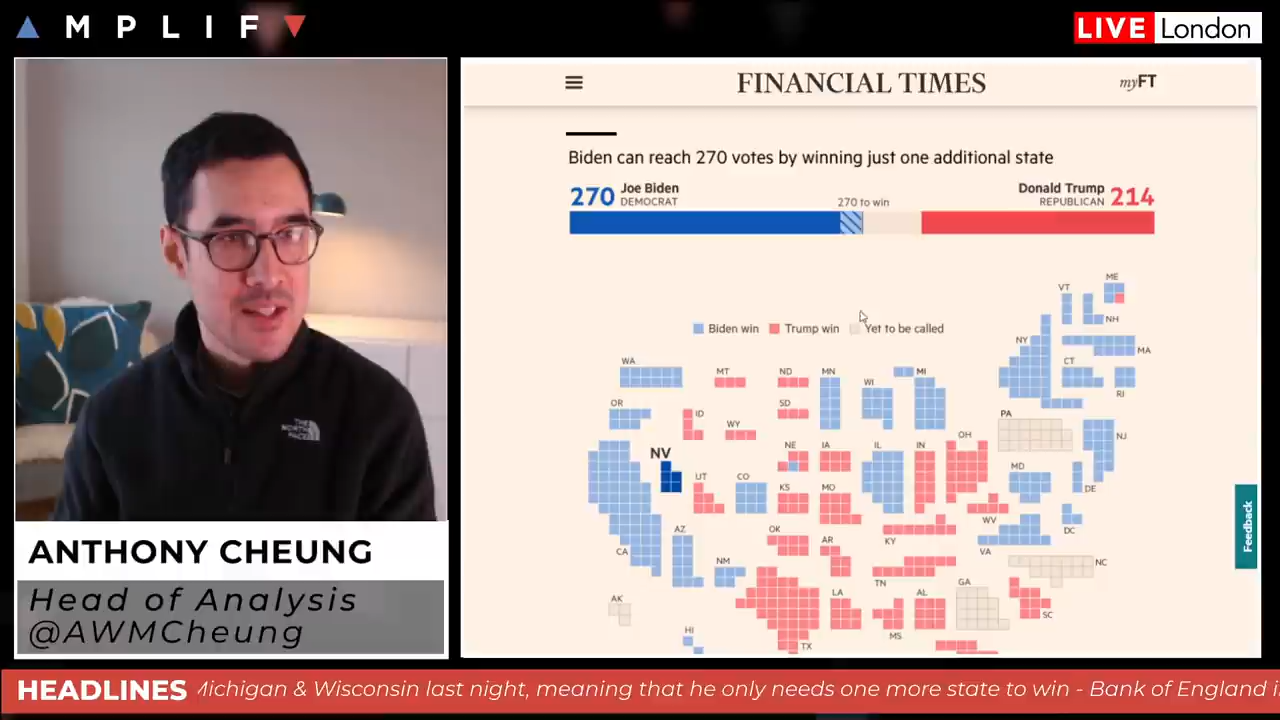 AMPLIFY
LIVE London
FINANCIAL TIMES
myFT
Biden can reach 270 votes by winning just one additional state
270 Joe Biden
DEMOCRAT
270 to win
Donald Trump
REPUBLICAN 214
Biden win
Trump win
Yet to be called
ME
VT
NH
NY
MA
CT
RI
WA
MT
ND
MN
WI
MI
OR
ID
SD
WY
PA
NJ
OH
NV
NE
IA
IL
IN
UT
CO
KS
MO
MD
DE
WV
DC
CA
AZ
NM
OK
AR
KY
VA
NC
TN
AK
LA
MS
AL
GA
SC
HI
TX
Feedback
THE NORTH FACE
ANTHONY CHEUNG
Head of Analysis
@AWMCheung
HEADLINES
Michigan & Wisconsin last night, meaning that he only needs one more state to win - Bank of England